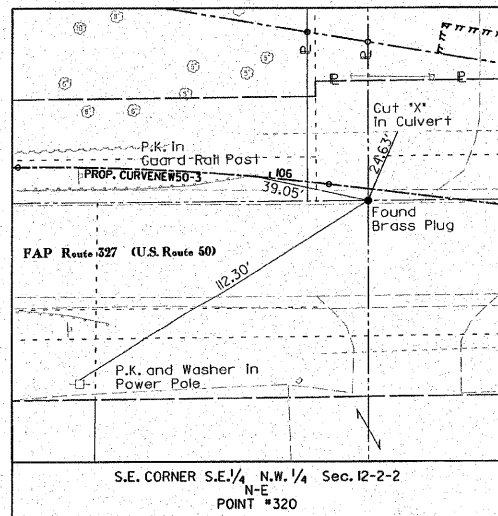 Cut "X"
in Culvert
P.K. in
Guard Rail Post
24.63'
PROP. CURVENEW50-3
106
39.05'
Found
Brass Plug
FAP Route 327 (U.S. Route 50)
112.30'
P.K. and Washer in
Power Pole
S.E. CORNER S.E.1/4 N.W. 1/4 Sec. 12-2-2
N-E
POINT #320